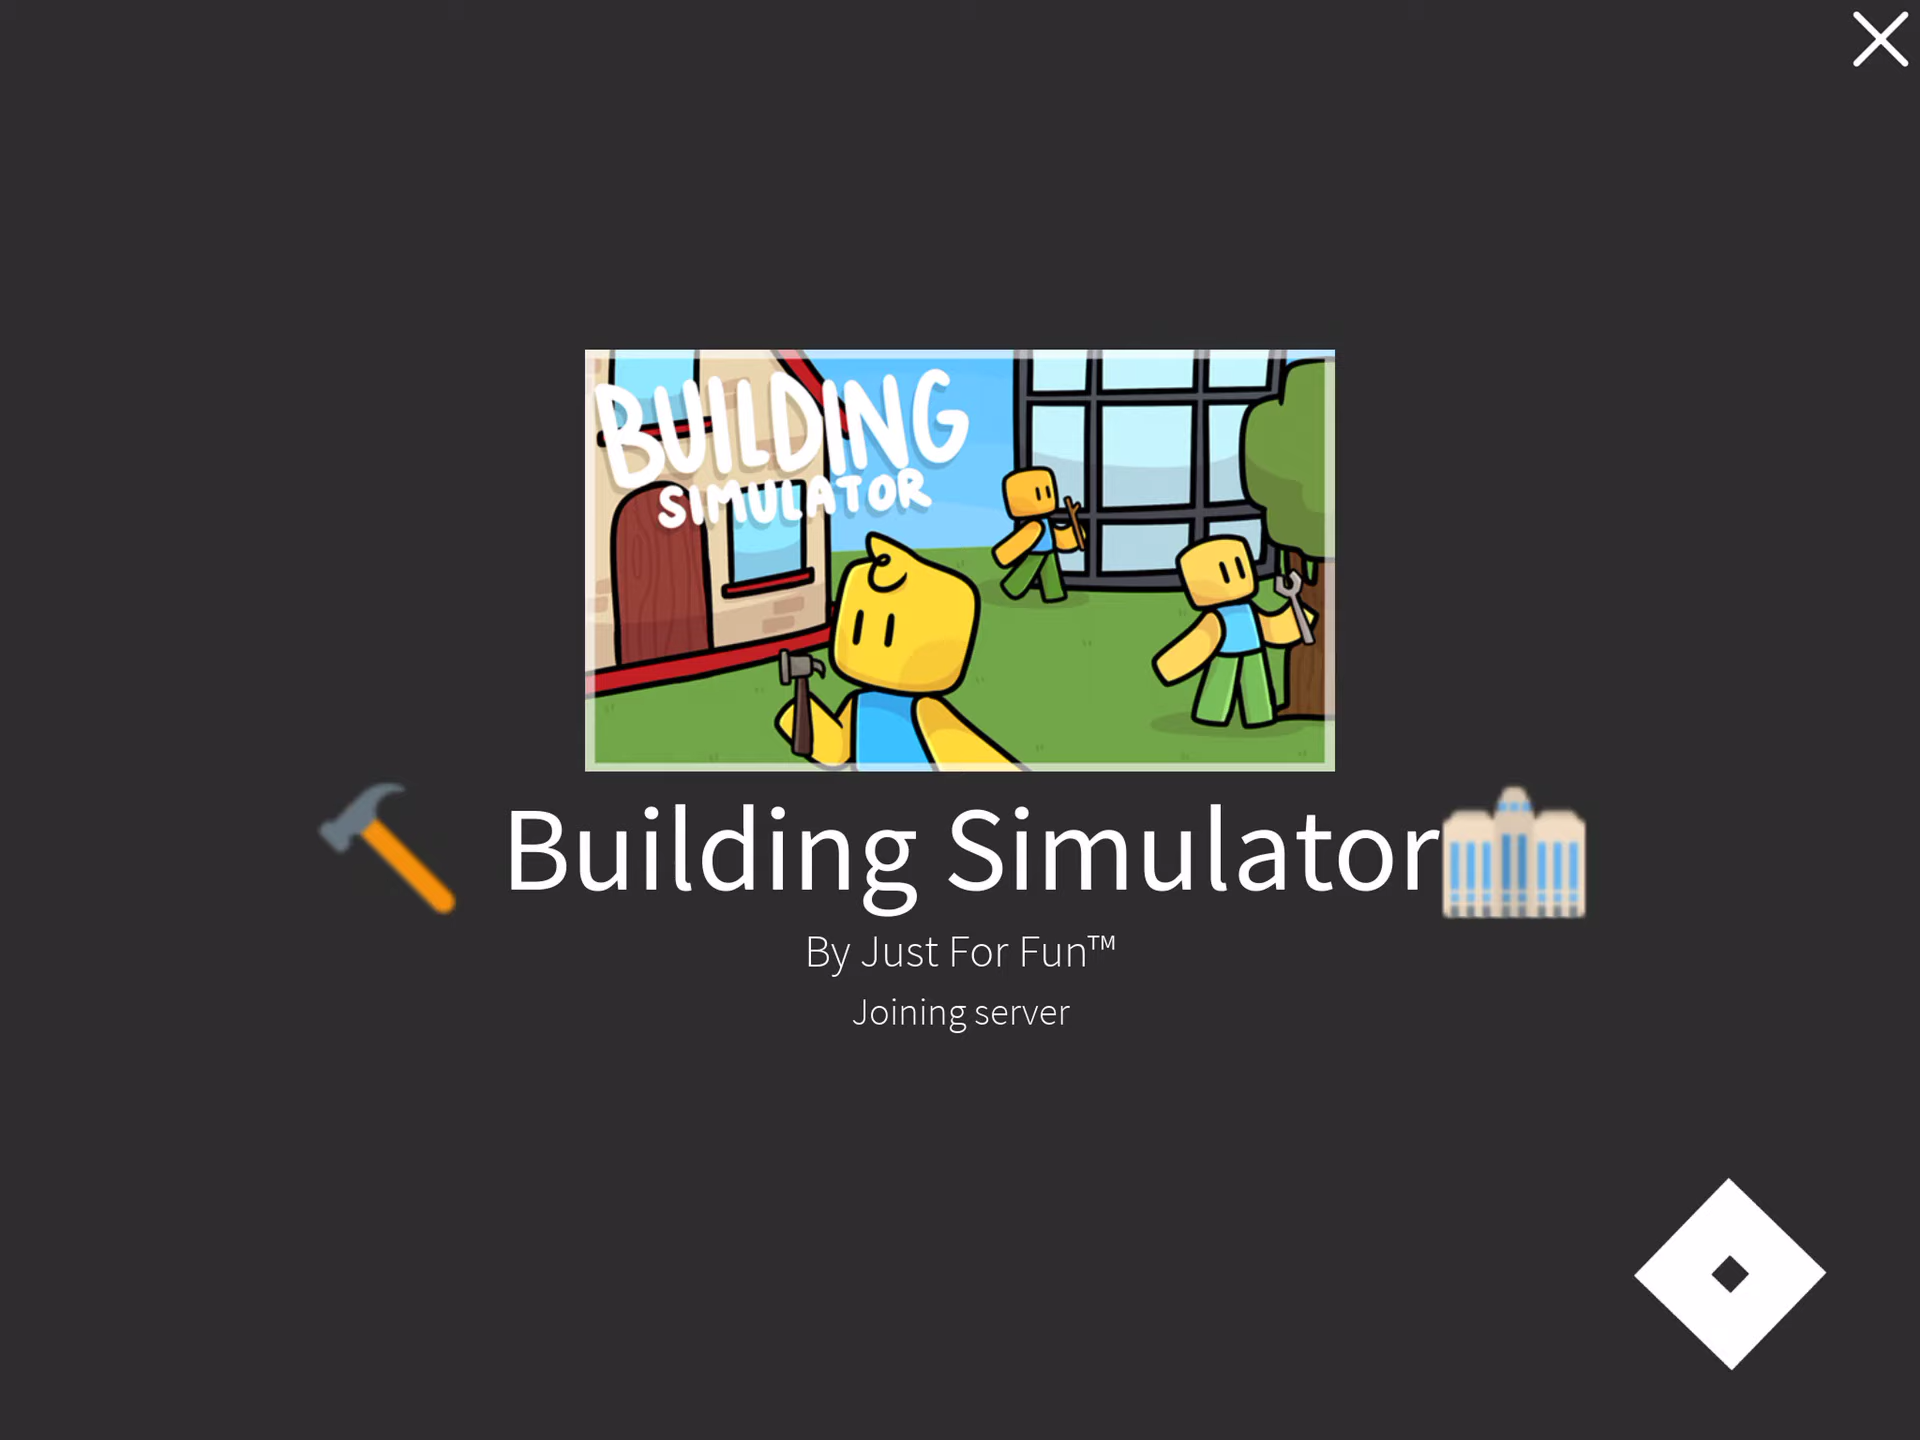 BUILDING
SIMULATOR
🔨 Building Simulator🏙
By Just For Fun™
Joining server